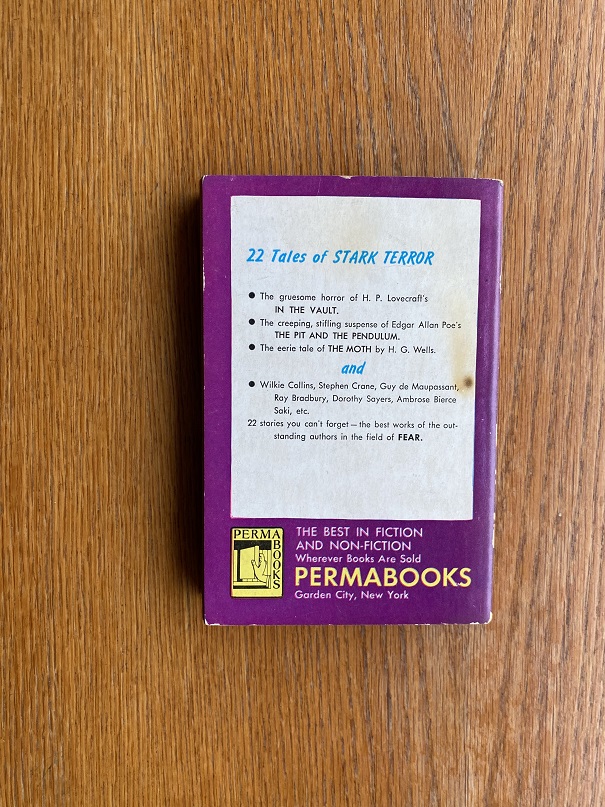 22 Tales of STARK TERROR
● The gruesome horror of H. P. Lovecraft's
IN THE VAULT.
● The creeping, stifling suspense of Edgar Allan Poe's
THE PIT AND THE PENDULUM.
● The eerie tale of THE MOTH by H. G. Wells.
and
● Wilkie Collins, Stephen Crane, Guy de Maupassant,
Ray Bradbury, Dorothy Sayers, Ambrose Bierce
Saki, etc.
22 stories you can't forget—the best works of the out-
standing authors in the field of FEAR.
PERMA
BOOKS
THE BEST IN FICTION
AND NON-FICTION
Wherever Books Are Sold
PERMABOOKS
Garden City, New York